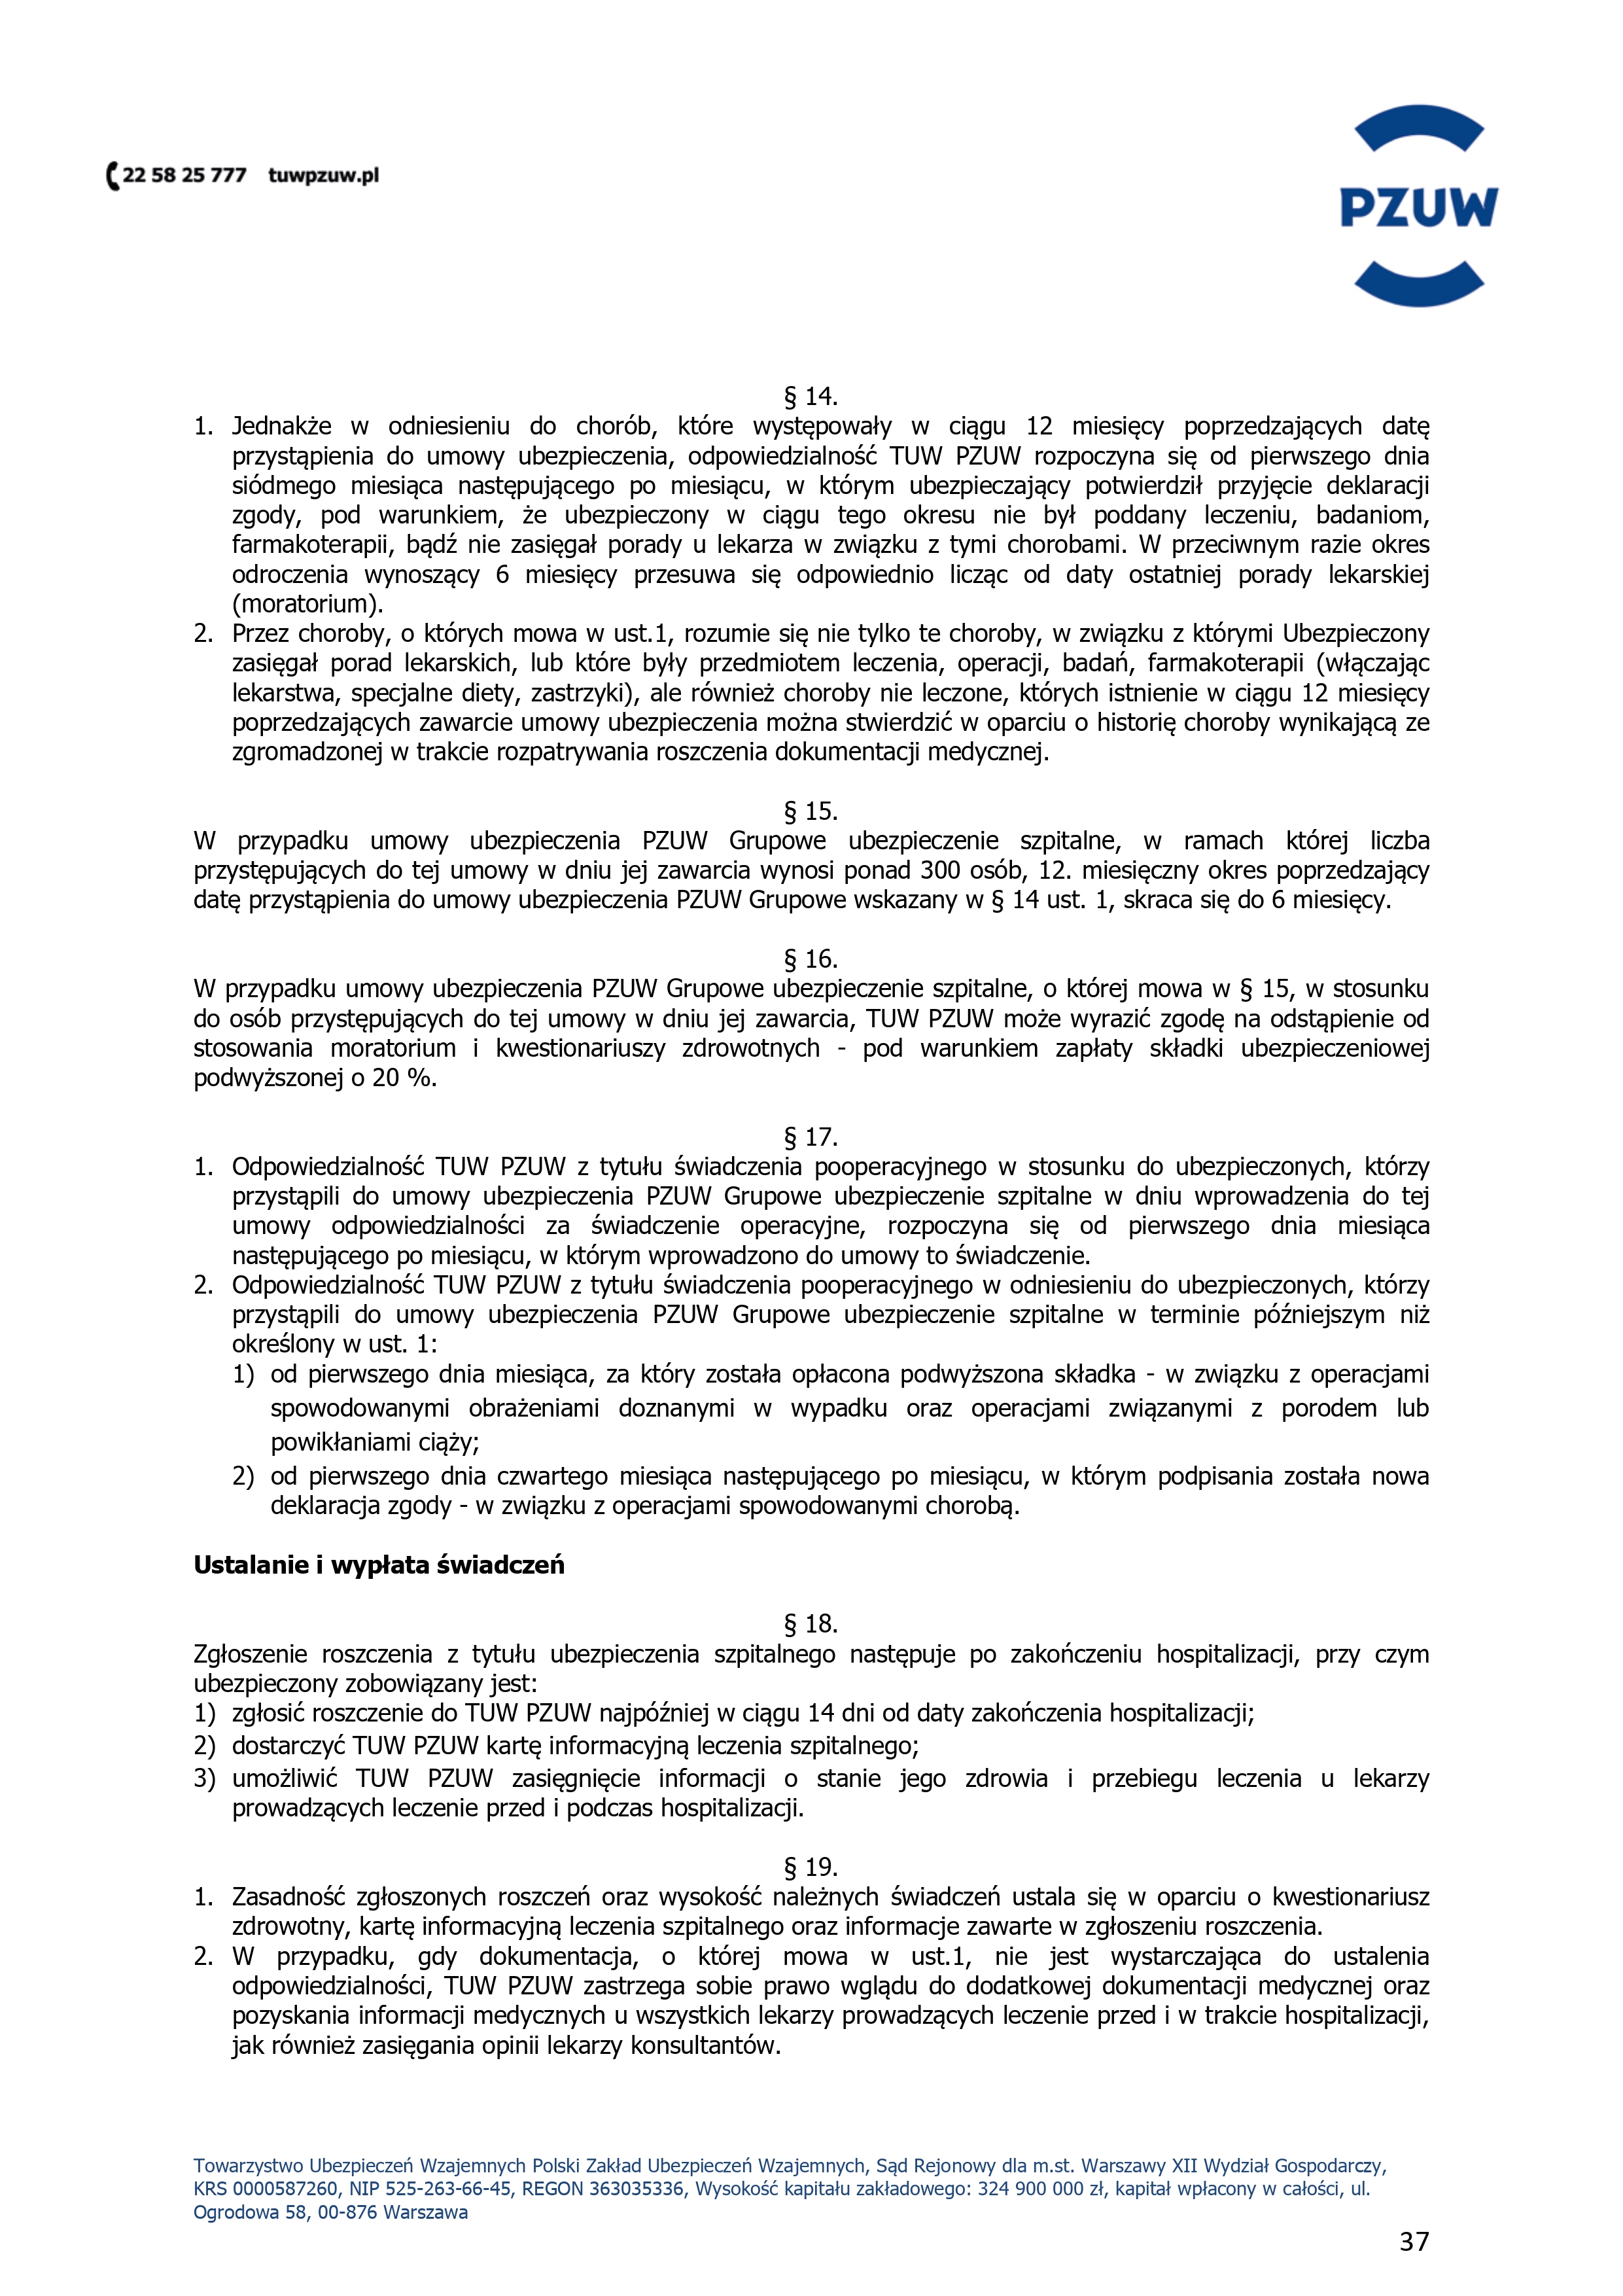 22 58 25 777 tuwpzuw.pl
PZUW
§ 14.
1. Jednakże w odniesieniu do chorób, które występowały w ciągu 12 miesięcy poprzedzających datę
przystąpienia do umowy ubezpieczenia, odpowiedzialność TUW PZUW rozpoczyna się od pierwszego dnia
siódmego miesiąca następującego po miesiącu, w którym ubezpieczający potwierdził przyjęcie deklaracji
zgody, pod warunkiem, że ubezpieczony w ciągu tego okresu nie był poddany leczeniu, badaniom,
farmakoterapii, bądź nie zasięgał porady u lekarza w związku z tymi chorobami. W przeciwnym razie okres
odroczenia wynoszący 6 miesięcy przesuwa się odpowiednio licząc od daty ostatniej porady lekarskiej
(moratorium).
2. Przez choroby, o których mowa w ust.1, rozumie się nie tylko te choroby, w związku z którymi Ubezpieczony
zasięgał porad lekarskich, lub które były przedmiotem leczenia, operacji, badań, farmakoterapii (włączając
lekarstwa, specjalne diety, zastrzyki), ale również choroby nie leczone, których istnienie w ciągu 12 miesięcy
poprzedzających zawarcie umowy ubezpieczenia można stwierdzić w oparciu o historię choroby wynikającą ze
zgromadzonej w trakcie rozpatrywania roszczenia dokumentacji medycznej.
§ 15.
W przypadku umowy ubezpieczenia PZUW Grupowe ubezpieczenie szpitalne, w ramach której liczba
przystępujących do tej umowy w dniu jej zawarcia wynosi ponad 300 osób, 12. miesięczny okres poprzedzający
datę przystąpienia do umowy ubezpieczenia PZUW Grupowe wskazany w § 14 ust. 1, skraca się do 6 miesięcy.
§ 16.
W przypadku umowy ubezpieczenia PZUW Grupowe ubezpieczenie szpitalne, o której mowa w § 15, w stosunku
do osób przystępujących do tej umowy w dniu jej zawarcia, TUW PZUW może wyrazić zgodę na odstąpienie od
stosowania moratorium i kwestionariuszy zdrowotnych - pod warunkiem zapłaty składki ubezpieczeniowej
podwyższonej o 20 %.
§ 17.
1. Odpowiedzialność TUW PZUW z tytułu świadczenia pooperacyjnego w stosunku do ubezpieczonych, którzy
przystąpili do umowy ubezpieczenia PZUW Grupowe ubezpieczenie szpitalne w dniu wprowadzenia do tej
umowy odpowiedzialności za świadczenie operacyjne, rozpoczyna się od pierwszego dnia miesiąca
następującego po miesiącu, w którym wprowadzono do umowy to świadczenie.
2. Odpowiedzialność TUW PZUW z tytułu świadczenia pooperacyjnego w odniesieniu do ubezpieczonych, którzy
przystąpili do umowy ubezpieczenia PZUW Grupowe ubezpieczenie szpitalne w terminie późniejszym niż
określony w ust. 1:
1) od pierwszego dnia miesiąca, za który została opłacona podwyższona składka - w związku z operacjami
spowodowanymi obrażeniami doznanymi w wypadku oraz operacjami związanymi z porodem lub
powikłaniami ciąży;
2) od pierwszego dnia czwartego miesiąca następującego po miesiącu, w którym podpisania została nowa
deklaracja zgody - w związku z operacjami spowodowanymi chorobą.
Ustalanie i wypłata świadczeń
§ 18.
Zgłoszenie roszczenia z tytułu ubezpieczenia szpitalnego następuje po zakończeniu hospitalizacji, przy czym
ubezpieczony zobowiązany jest:
1) zgłosić roszczenie do TUW PZUW najpóźniej w ciągu 14 dni od daty zakończenia hospitalizacji;
2) dostarczyć TUW PZUW kartę informacyjną leczenia szpitalnego;
3) umożliwić TUW PZUW zasięgnięcie informacji o stanie jego zdrowia i przebiegu leczenia u lekarzy
prowadzących leczenie przed i podczas hospitalizacji.
§ 19.
1. Zasadność zgłoszonych roszczeń oraz wysokość należnych świadczeń ustala się w oparciu o kwestionariusz
zdrowotny, kartę informacyjną leczenia szpitalnego oraz informacje zawarte w zgłoszeniu roszczenia.
2. W przypadku, gdy dokumentacja, o której mowa w ust.1, nie jest wystarczająca do ustalenia
odpowiedzialności, TUW PZUW zastrzega sobie prawo wglądu do dodatkowej dokumentacji medycznej oraz
pozyskania informacji medycznych u wszystkich lekarzy prowadzących leczenie przed i w trakcie hospitalizacji,
jak również zasięgania opinii lekarzy konsultantów.
Towarzystwo Ubezpieczeń Wzajemnych Polski Zakład Ubezpieczeń Wzajemnych, Sąd Rejonowy dla m.st. Warszawy XII Wydział Gospodarczy,
KRS 0000587260, NIP 525-263-66-45, REGON 363035336, Wysokość kapitału zakładowego: 324 900 000 zł, kapitał wpłacony w całości, ul.
Ogrodowa 58, 00-876 Warszawa
37